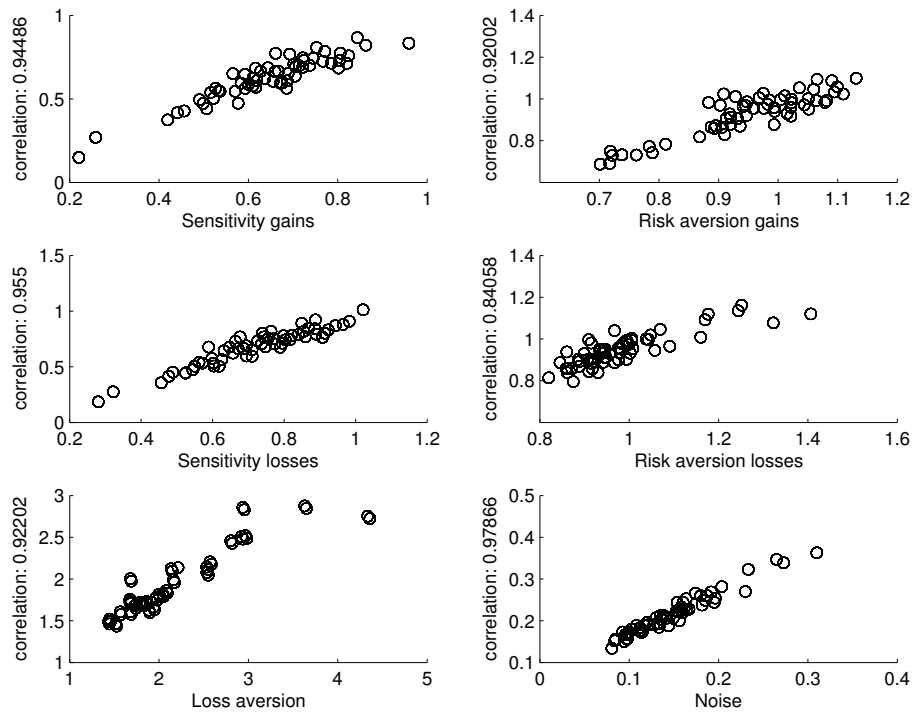 correlation: 0.94486
1
0.5
0
0.2 0.4 0.6 0.8 1
Sensitivity gains
correlation: 0.92002
1.4
1.2
1
0.8
0.7 0.8 0.9 1 1.1 1.2
Risk aversion gains
correlation: 0.955
1.5
1
0.5
0
0.2 0.4 0.6 0.8 1 1.2
Sensitivity losses
correlation: 0.84058
1.4
1.2
1
0.8
0.8 1 1.2 1.4 1.6
Risk aversion losses
correlation: 0.92202
3
2.5
2
1.5
1
1 2 3 4 5
Loss aversion
correlation: 0.97866
0.5
0.4
0.3
0.2
0.1
0 0.1 0.2 0.3 0.4
Noise